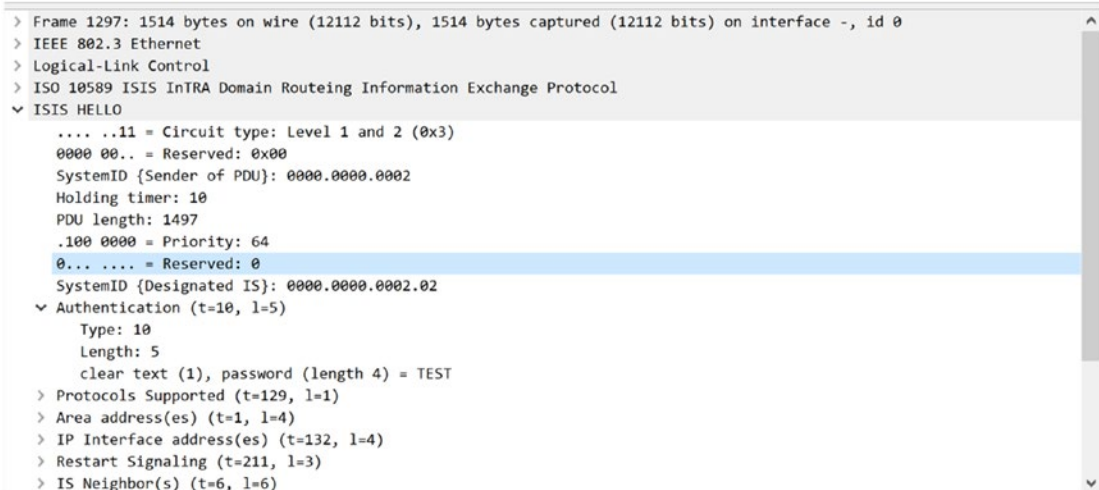 Frame 1297: 1514 bytes on wire (12112 bits), 1514 bytes captured (12112 bits) on interface -, id 0
IEEE 802.3 Ethernet
Logical-Link Control
ISO 10589 ISIS InTRA Domain Routeing Information Exchange Protocol
ISIS HELLO
.... ..11 = Circuit type: Level 1 and 2 (0x3)
0000 00.. = Reserved: 0x00
SystemID {Sender of PDU}: 0000.0000.0002
Holding timer: 10
PDU length: 1497
.100 0000 = Priority: 64
0... .... = Reserved: 0
SystemID {Designated IS}: 0000.0000.0002.02
Authentication (t=10, l=5)
Type: 10
Length: 5
clear text (1), password (length 4) = TEST
Protocols Supported (t=129, l=1)
Area address(es) (t=1, l=4)
IP Interface address(es) (t=132, l=4)
Restart Signaling (t=211, l=3)
IS Neighbor(s) (t=6, l=6)